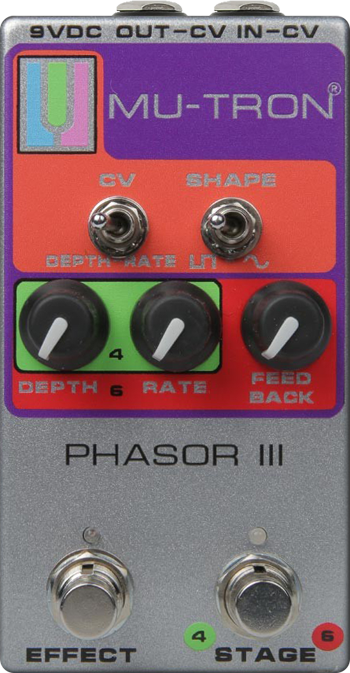 9VDC OUT-CV IN-CV
MU-TRON®
CV SHAPE
DEPTH RATE
4
DEPTH 6 RATE
FEED
BACK
PHASOR III
4 6
EFFECT STAGE